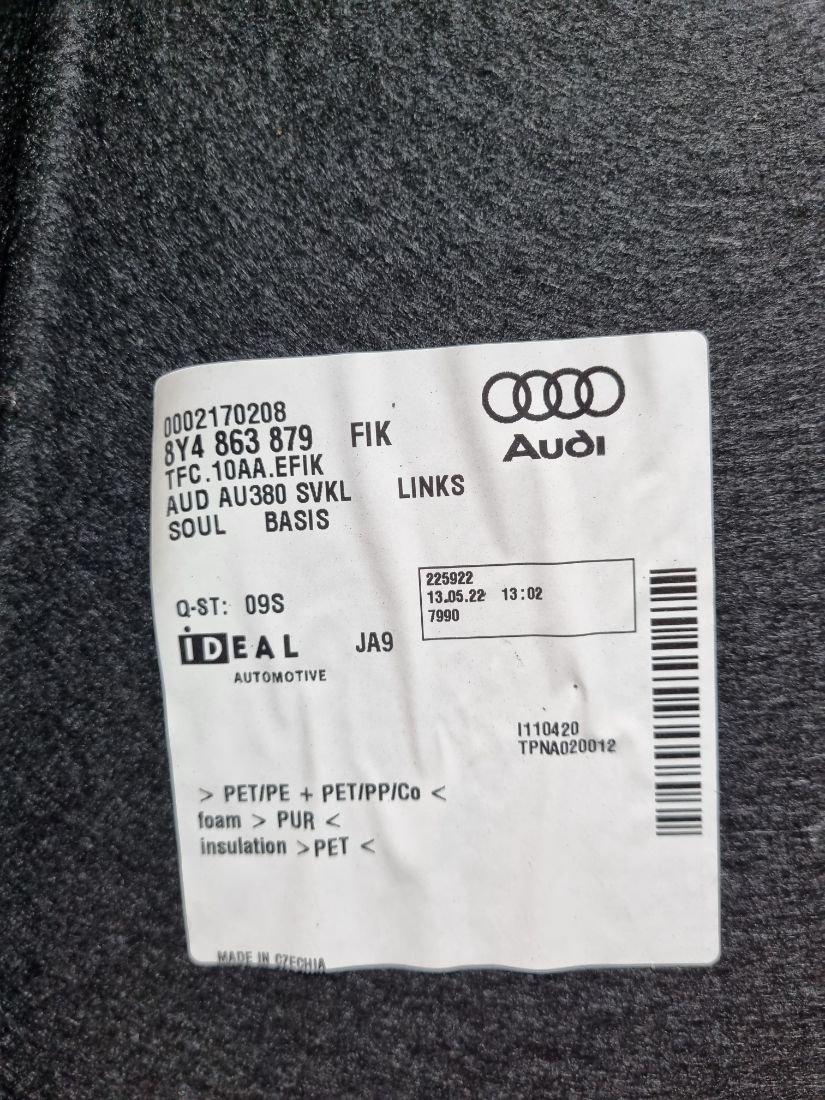 0002170208
8Y4 863 879 FIK
TFC.10AA.EFIK
AUD AU380 SVKL LINKS
SOUL BASIS
Audi
225922
13.05.22 13:02
7990
Q-ST: 09S
iDEAL JA9
AUTOMOTIVE
I110420
TPNA020012
> PET/PE + PET/PP/Co <
foam > PUR <
insulation >PET <
MADE IN CZECHIA